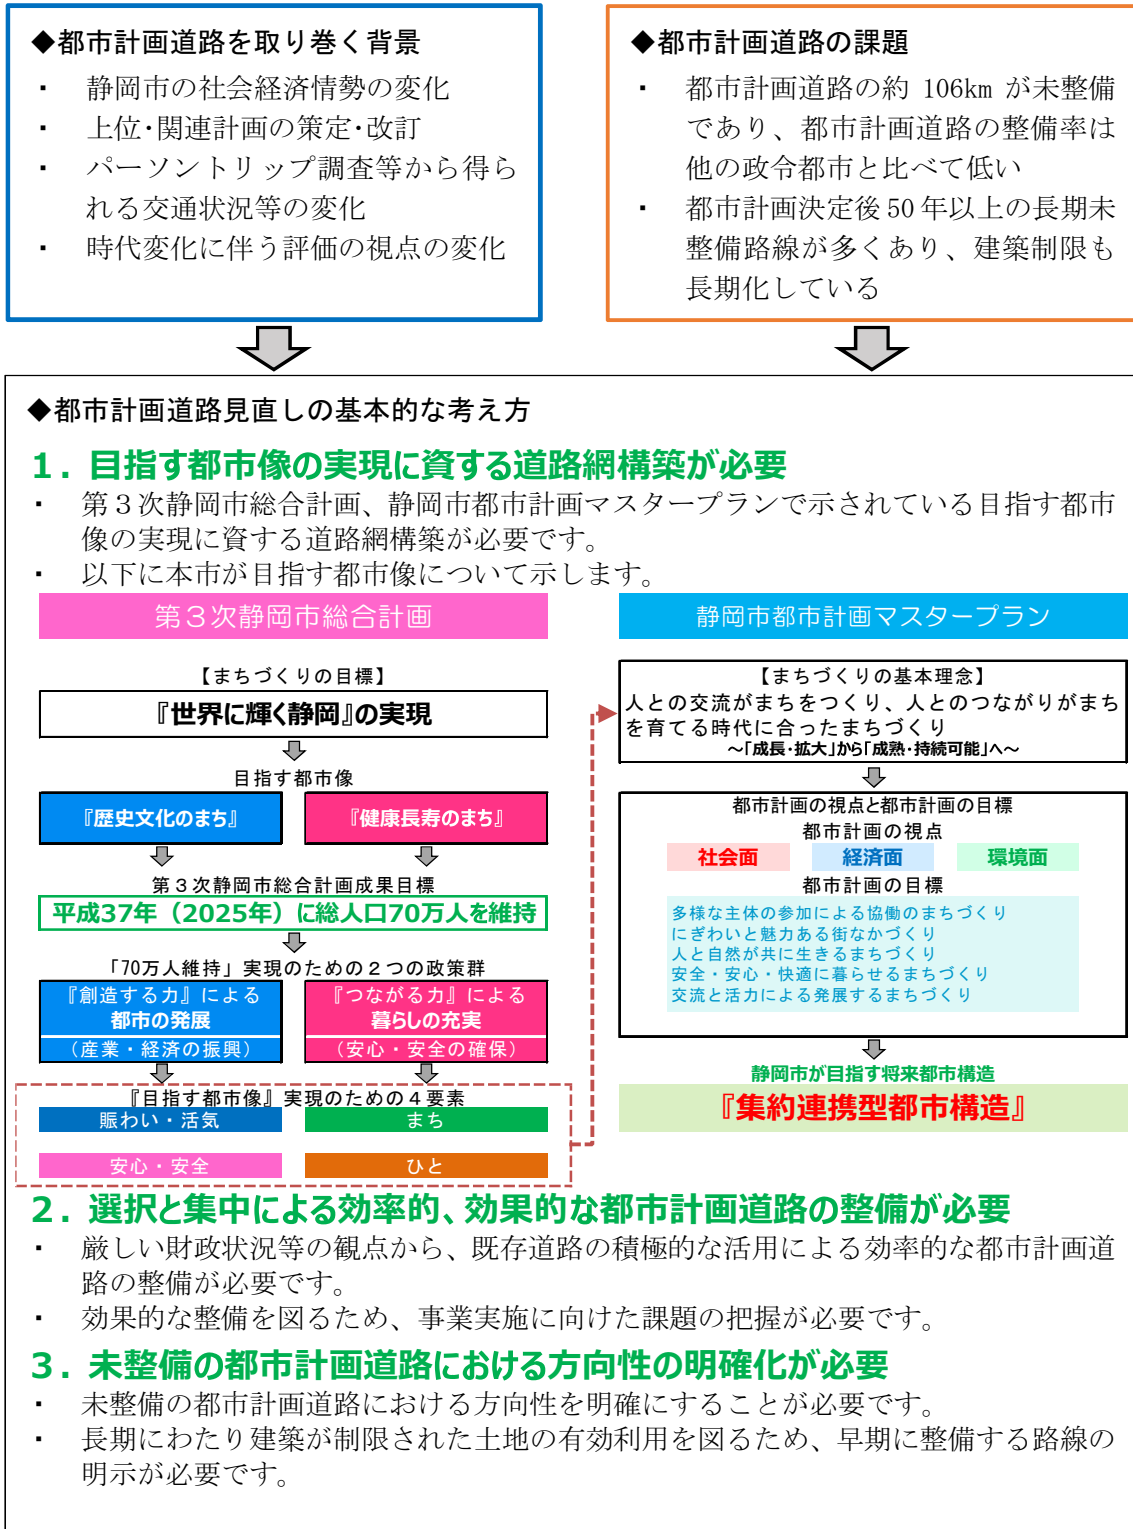 ◆都市計画道路を取り巻く背景
・ 静岡市の社会経済情勢の変化
・ 上位・関連計画の策定・改訂
・ パーソントリップ調査等から得ら
れる交通状況等の変化
・ 時代変化に伴う評価の視点の変化
◆都市計画道路の課題
・ 都市計画道路の約 106km が未整備
であり、都市計画道路の整備率は
他の政令都市と比べて低い
・ 都市計画決定後 50 年以上の長期未
整備路線が多くあり、建築制限も
長期化している
◆都市計画道路見直しの基本的な考え方
1. 目指す都市像の実現に資する道路網構築が必要
・ 第３次静岡市総合計画、静岡市都市計画マスタープランで示されている目指す都市
像の実現に資する道路網構築が必要です。
・ 以下に本市が目指す都市像について示します。
第３次静岡市総合計画
【まちづくりの目標】
『世界に輝く静岡』の実現
目指す都市像
『歴史文化のまち』
『健康長寿のまち』
第３次静岡市総合計画成果目標
平成37年（2025年）に総人口70万人を維持
「70万人維持」実現のための２つの政策群
『創造する力』による
都市の発展
（産業・経済の振興）
『つながる力』による
暮らしの充実
（安心・安全の確保）
『目指す都市像』実現のための４要素
賑わい・活気
まち
安心・安全
ひと
静岡市都市計画マスタープラン
【まちづくりの基本理念】
人との交流がまちをつくり、人とのつながりがまち
を育てる時代に合ったまちづくり
～「成長・拡大」から「成熟・持続可能」へ～
都市計画の視点と都市計画の目標
都市計画の視点
社会面
経済面
環境面
都市計画の目標
多様な主体の参加による協働のまちづくり
にぎわいと魅力ある街なかづくり
人と自然が共に生きるまちづくり
安全・安心・快適に暮らせるまちづくり
交流と活力による発展するまちづくり
静岡市が目指す将来都市構造
『集約連携型都市構造』
2. 選択と集中による効率的、効果的な都市計画道路の整備が必要
・ 厳しい財政状況等の観点から、既存道路の積極的な活用による効率的な都市計画道
路の整備が必要です。
・ 効果的な整備を図るため、事業実施に向けた課題の把握が必要です。
3. 未整備の都市計画道路における方向性の明確化が必要
・ 未整備の都市計画道路における方向性を明確にすることが必要です。
・ 長期にわたり建築が制限された土地の有効利用を図るため、早期に整備する路線の
明示が必要です。